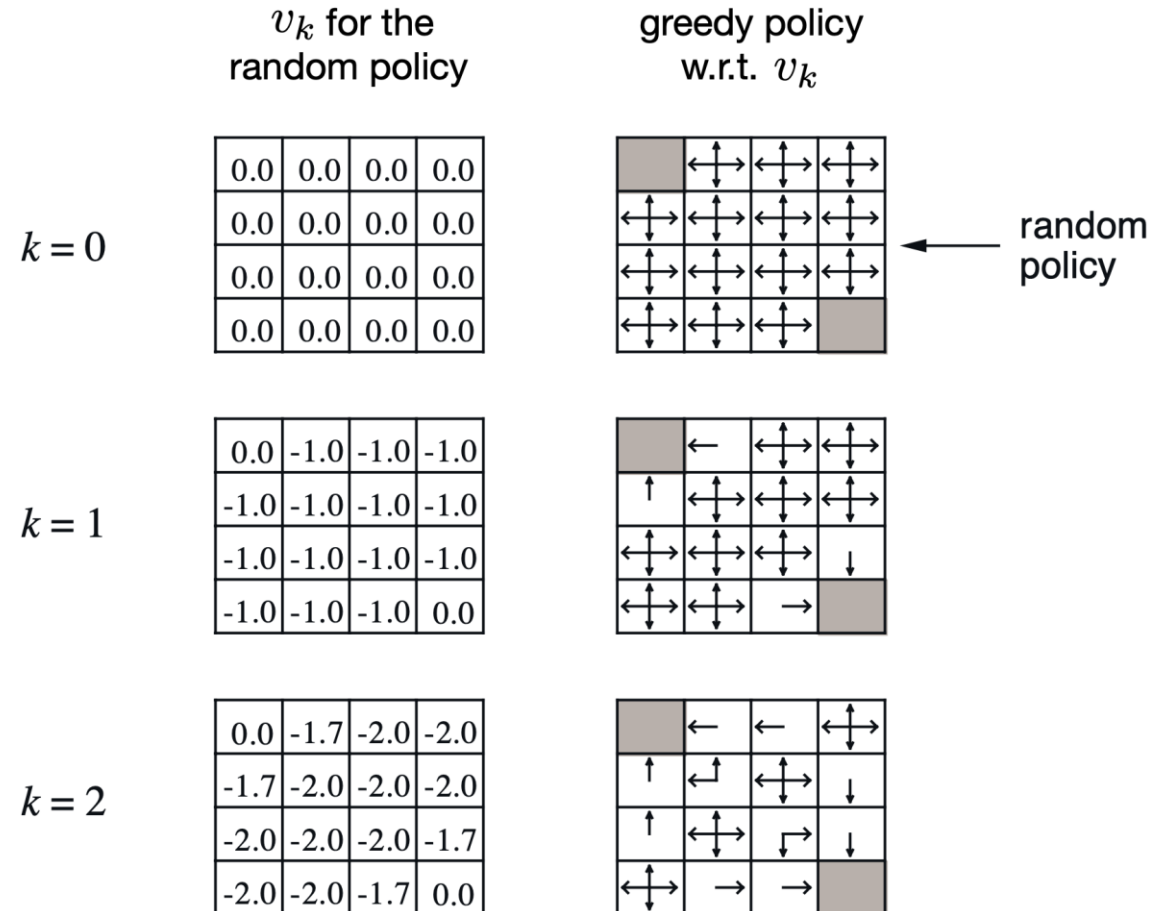 v_k for the
random policy
greedy policy
w.r.t. v_k
k = 0
0.0 0.0 0.0 0.0
0.0 0.0 0.0 0.0
0.0 0.0 0.0 0.0
0.0 0.0 0.0 0.0
random
policy
k = 1
0.0 -1.0 -1.0 -1.0
-1.0 -1.0 -1.0 -1.0
-1.0 -1.0 -1.0 -1.0
-1.0 -1.0 -1.0 0.0
k = 2
0.0 -1.7 -2.0 -2.0
-1.7 -2.0 -2.0 -2.0
-2.0 -2.0 -2.0 -1.7
-2.0 -2.0 -1.7 0.0